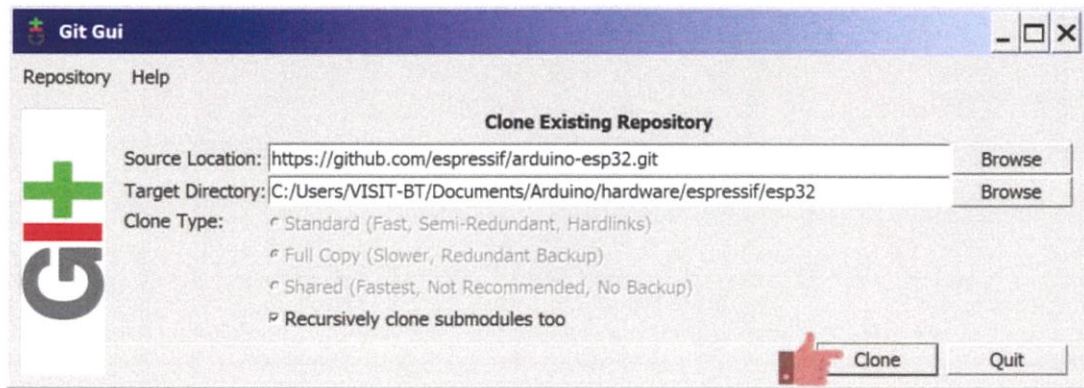 Git Gui
Repository Help
Clone Existing Repository
Source Location: https://github.com/espressif/arduino-esp32.git Browse
Target Directory: C:/Users/VISIT-BT/Documents/Arduino/hardware/espressif/esp32 Browse
Clone Type: Standard (Fast, Semi-Redundant, Hardlinks)
Full Copy (Slower, Redundant Backup)
Shared (Fastest, Not Recommended, No Backup)
Recursively clone submodules too
Clone Quit
GIT